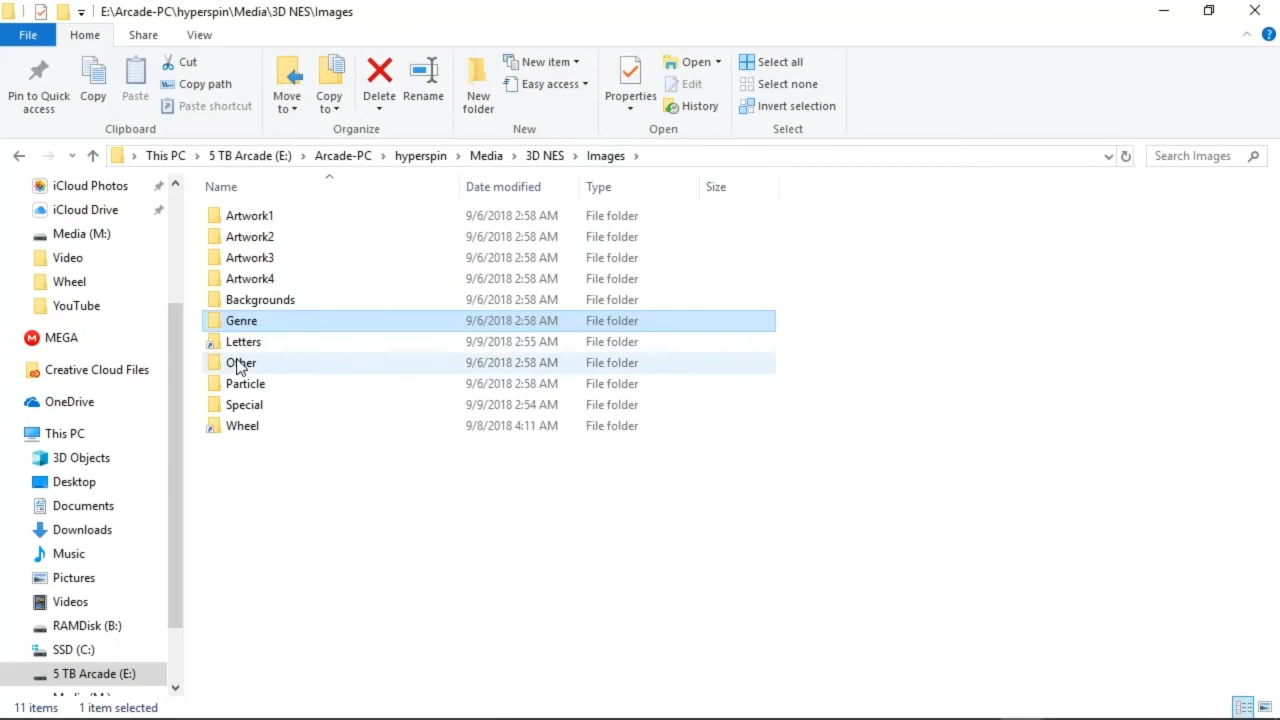 E:\Arcade-PC\hyperspin\Media\3D NES\Images
File Home Share View
Pin to Quick access
Copy
Paste
Cut
Copy path
Paste shortcut
Move to
Copy to
Delete
Rename
New folder
New item
Easy access
Properties
Open
Edit
History
Select all
Select none
Invert selection
Clipboard Organize New Open Select
This PC 5 TB Arcade (E:) Arcade-PC hyperspin Media 3D NES Images
Search Images
iCloud Photos
iCloud Drive
Media (M:)
Video
Wheel
YouTube
MEGA
Creative Cloud Files
OneDrive
This PC
3D Objects
Desktop
Documents
Downloads
Music
Pictures
Videos
RAMDisk (B:)
SSD (C:)
5 TB Arcade (E:)
Name Date modified Type Size
Artwork1 9/6/2018 2:58 AM File folder
Artwork2 9/6/2018 2:58 AM File folder
Artwork3 9/6/2018 2:58 AM File folder
Artwork4 9/6/2018 2:58 AM File folder
Backgrounds 9/6/2018 2:58 AM File folder
Genre 9/6/2018 2:58 AM File folder
Letters 9/9/2018 2:55 AM File folder
Other 9/6/2018 2:58 AM File folder
Particle 9/6/2018 2:58 AM File folder
Special 9/9/2018 2:54 AM File folder
Wheel 9/8/2018 4:11 AM File folder
11 items 1 item selected